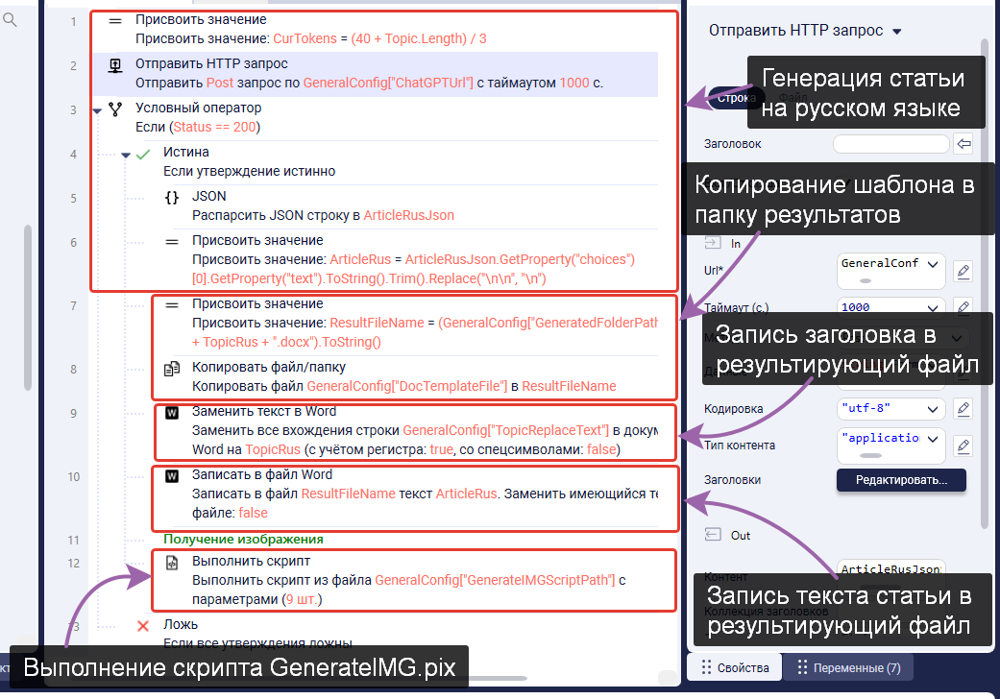 1 Присвоить значение
Присвоить значение: CurTokens = (40 + Topic.Length) / 3
2 Отправить HTTP запрос
Отправить Post запрос по GeneralConfig["ChatGPTUrl"] с таймаутом 1000 с.
3 Условный оператор
Если (Status == 200)
4 Истина
Если утверждение истинно
5 JSON
Распарсить JSON строку в ArticleRusJson
6 Присвоить значение
Присвоить значение: ArticleRus = ArticleRusJson.GetProperty("choices")
[0].GetProperty("text").ToString().Trim().Replace("\n\n", "\n")
7 Присвоить значение
Присвоить значение: ResultFileName = (GeneralConfig["GeneratedFolderPath
+ TopicRus + ".docx").ToString()
8 Копировать файл/папку
Копировать файл GeneralConfig["DocTemplateFile"] в ResultFileName
9 Заменить текст в Word
Заменить все вхождения строки GeneralConfig["TopicReplaceText"] в докум
Word на TopicRus (с учётом регистра: true, со спецсимволами: false)
10 Записать в файл Word
Записать в файл ResultFileName текст ArticleRus. Заменить имеющийся те
файле: false
11 Получение изображения
12 Выполнить скрипт
Выполнить скрипт из файла GeneralConfig["GenerateIMGScriptPath"] с
параметрами (9 шт.)
13 Ложь
Если все утверждения ложны
Выполнение скрипта GenerateIMG.pix
Отправить HTTP запрос
Генерация статьи
на русском языке
Строка
Файл
Заголовок
Копирование шаблона в
папку результатов
In
Url*
GeneralConf
Таймаут (с.)
1000
Запись заголовка в
результирующий файл
Кодировка
"utf-8"
Тип контента
"application
Заголовки
Редактировать...
Out
Контент
ArticleRusJson
Запись текста статьи в
результирующий файл
Коллекция заголовков
Свойства
Переменные (7)